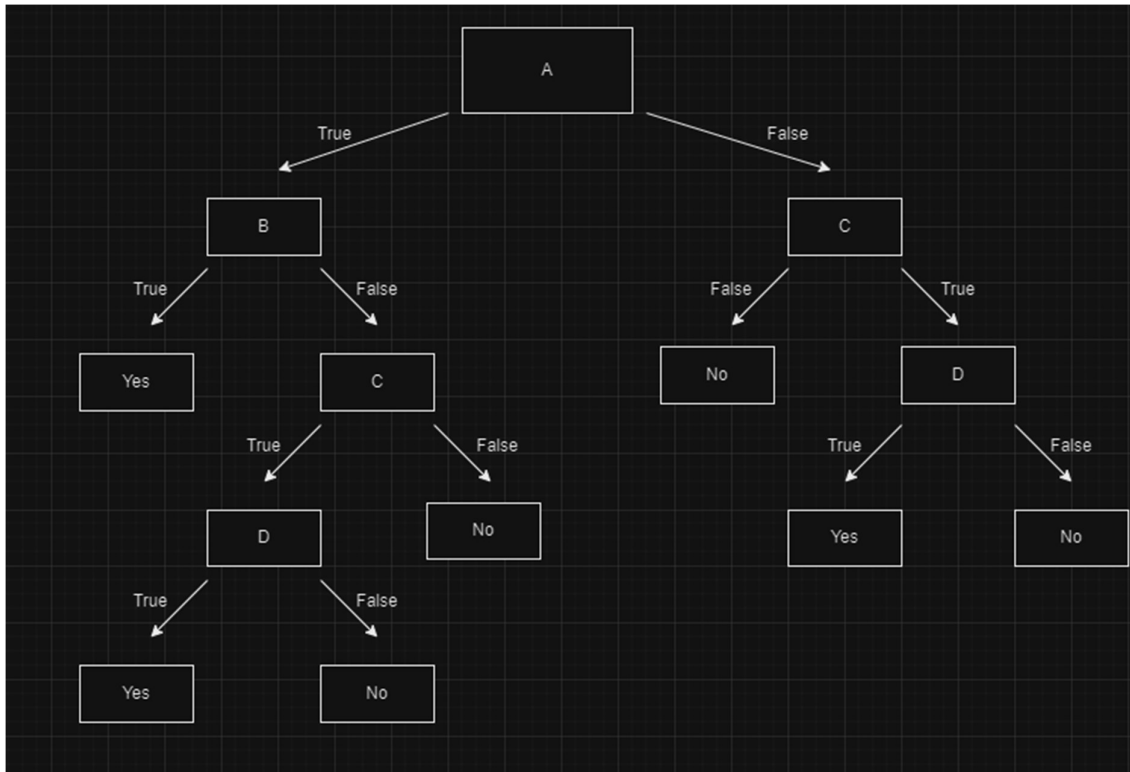 A
True
False
B
C
True
False
False
True
Yes
C
No
D
True
False
True
False
D
No
Yes
No
True
False
Yes
No